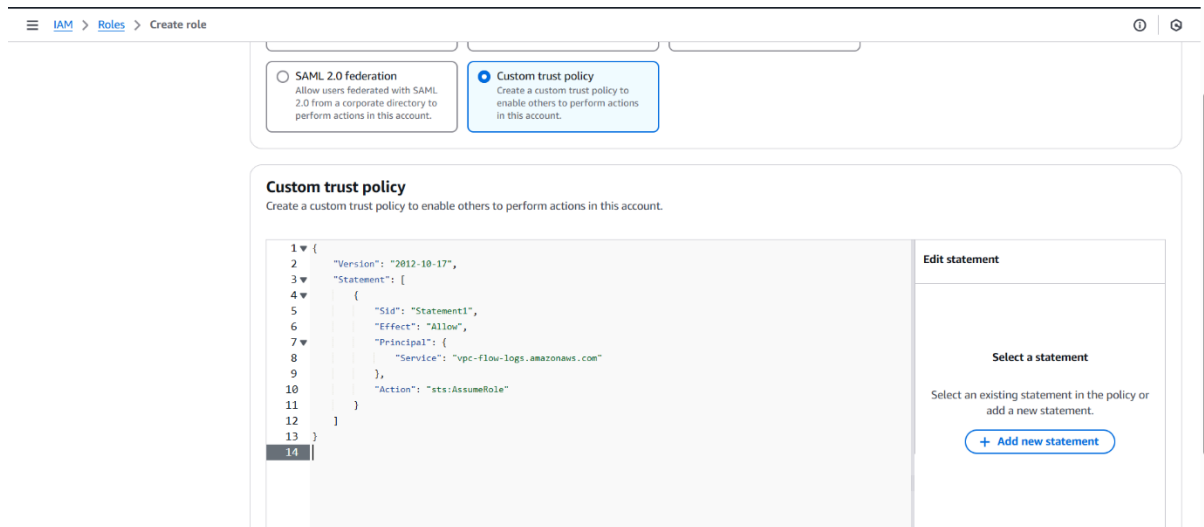 IAM > Roles > Create role
SAML 2.0 federation
Allow users federated with SAML
2.0 from a corporate directory to
perform actions in this account.
Custom trust policy
Create a custom trust policy to
enable others to perform actions
in this account.
Custom trust policy
Create a custom trust policy to enable others to perform actions in this account.
1 {
2 "Version": "2012-10-17",
3 "Statement": [
4 {
5 "Sid": "Statement1",
6 "Effect": "Allow",
7 "Principal": {
8 "Service": "vpc-flow-logs.amazonaws.com"
9 },
10 "Action": "sts:AssumeRole"
11 }
12 ]
13 }
14
Edit statement
Select a statement
Select an existing statement in the policy or
add a new statement.
+ Add new statement